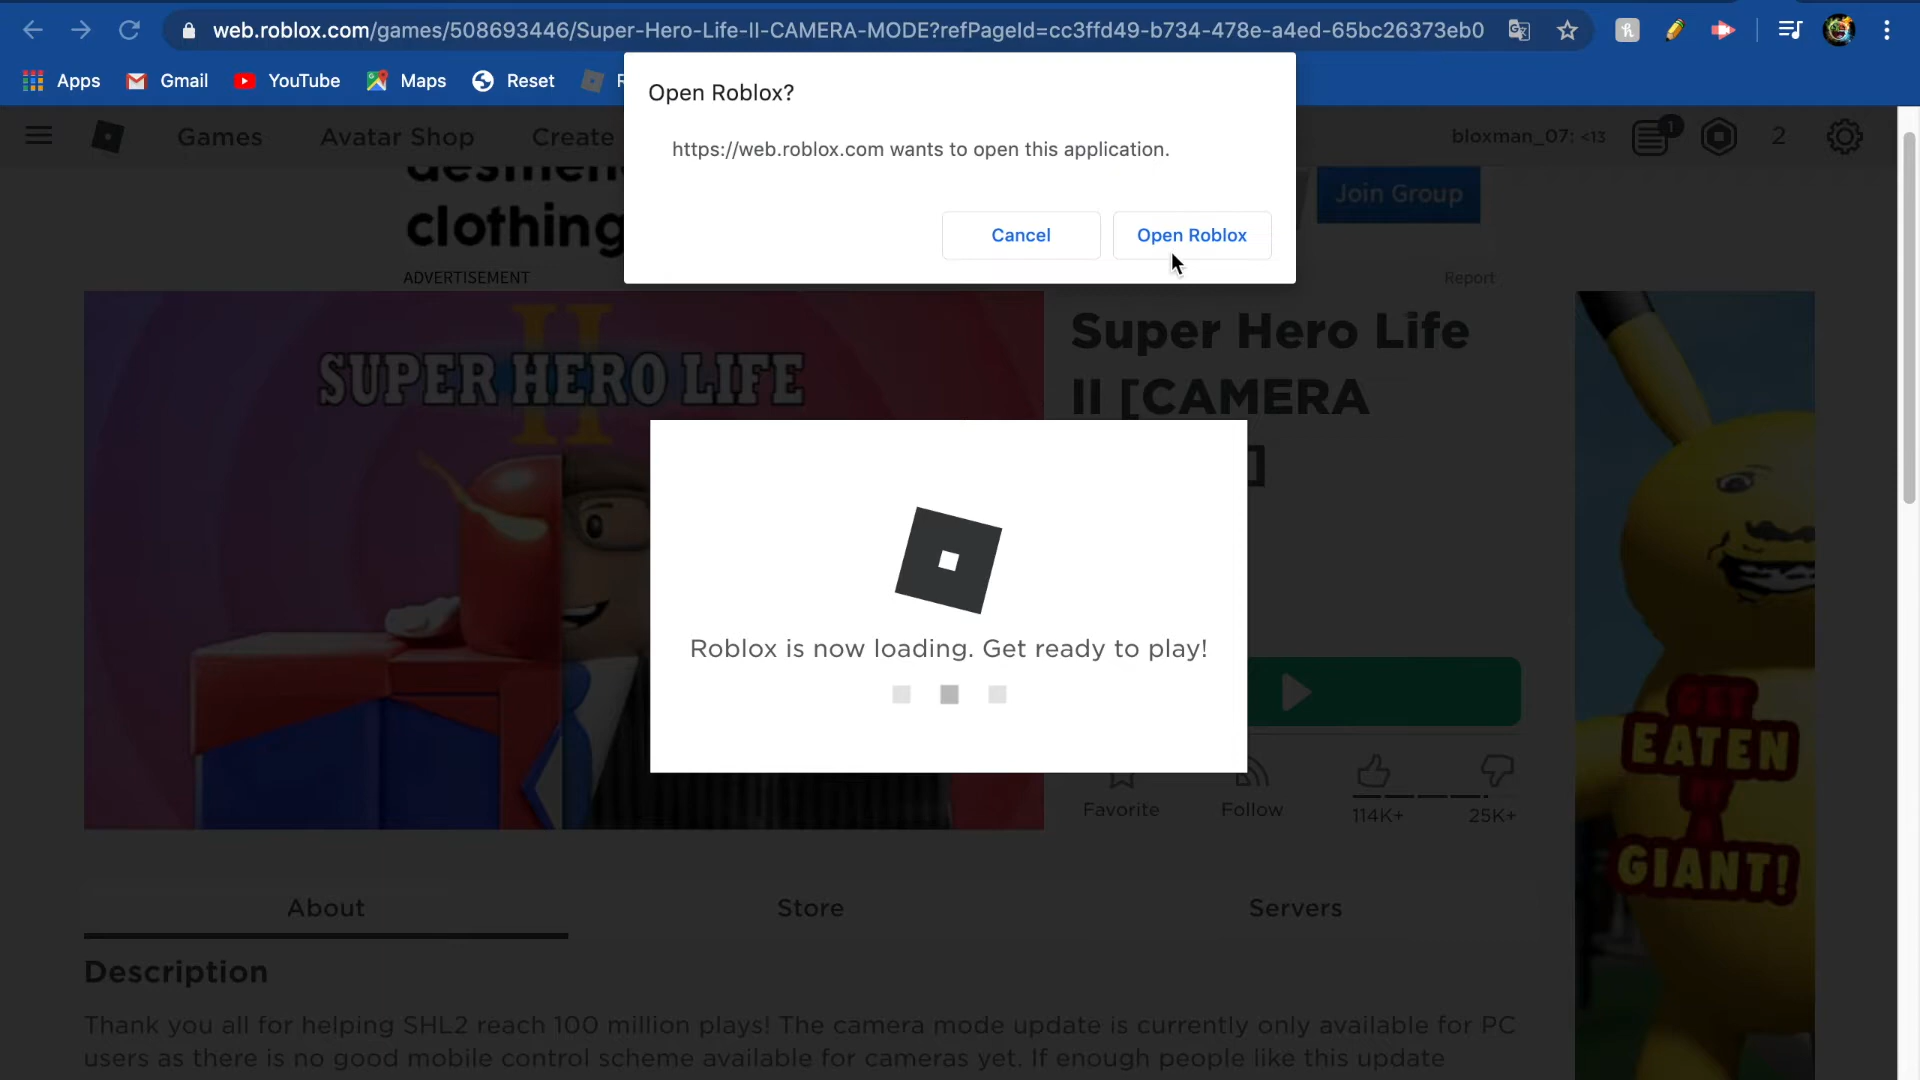 web.roblox.com/games/508693446/Super-Hero-Life-II-CAMERA-MODE?refPageId=cc3ffd49-b734-478e-a4ed-65bc26373eb0
Apps Gmail YouTube Maps Reset
Open Roblox?
https://web.roblox.com wants to open this application.
Cancel Open Roblox
Games Avatar Shop Create
bloxman_07: <13 1 2
clothing
Join Group
ADVERTISEMENT
Report
II
SUPER HERO LIFE
Super Hero Life
II [CAMERA
Roblox is now loading. Get ready to play!
Favorite Follow 114K+ 25K+
GET
EATEN
BY A
GIANT!
About Store Servers
Description
Thank you all for helping SHL2 reach 100 million plays! The camera mode update is currently only available for PC
users as there is no good mobile control scheme available for cameras yet. If enough people like this update